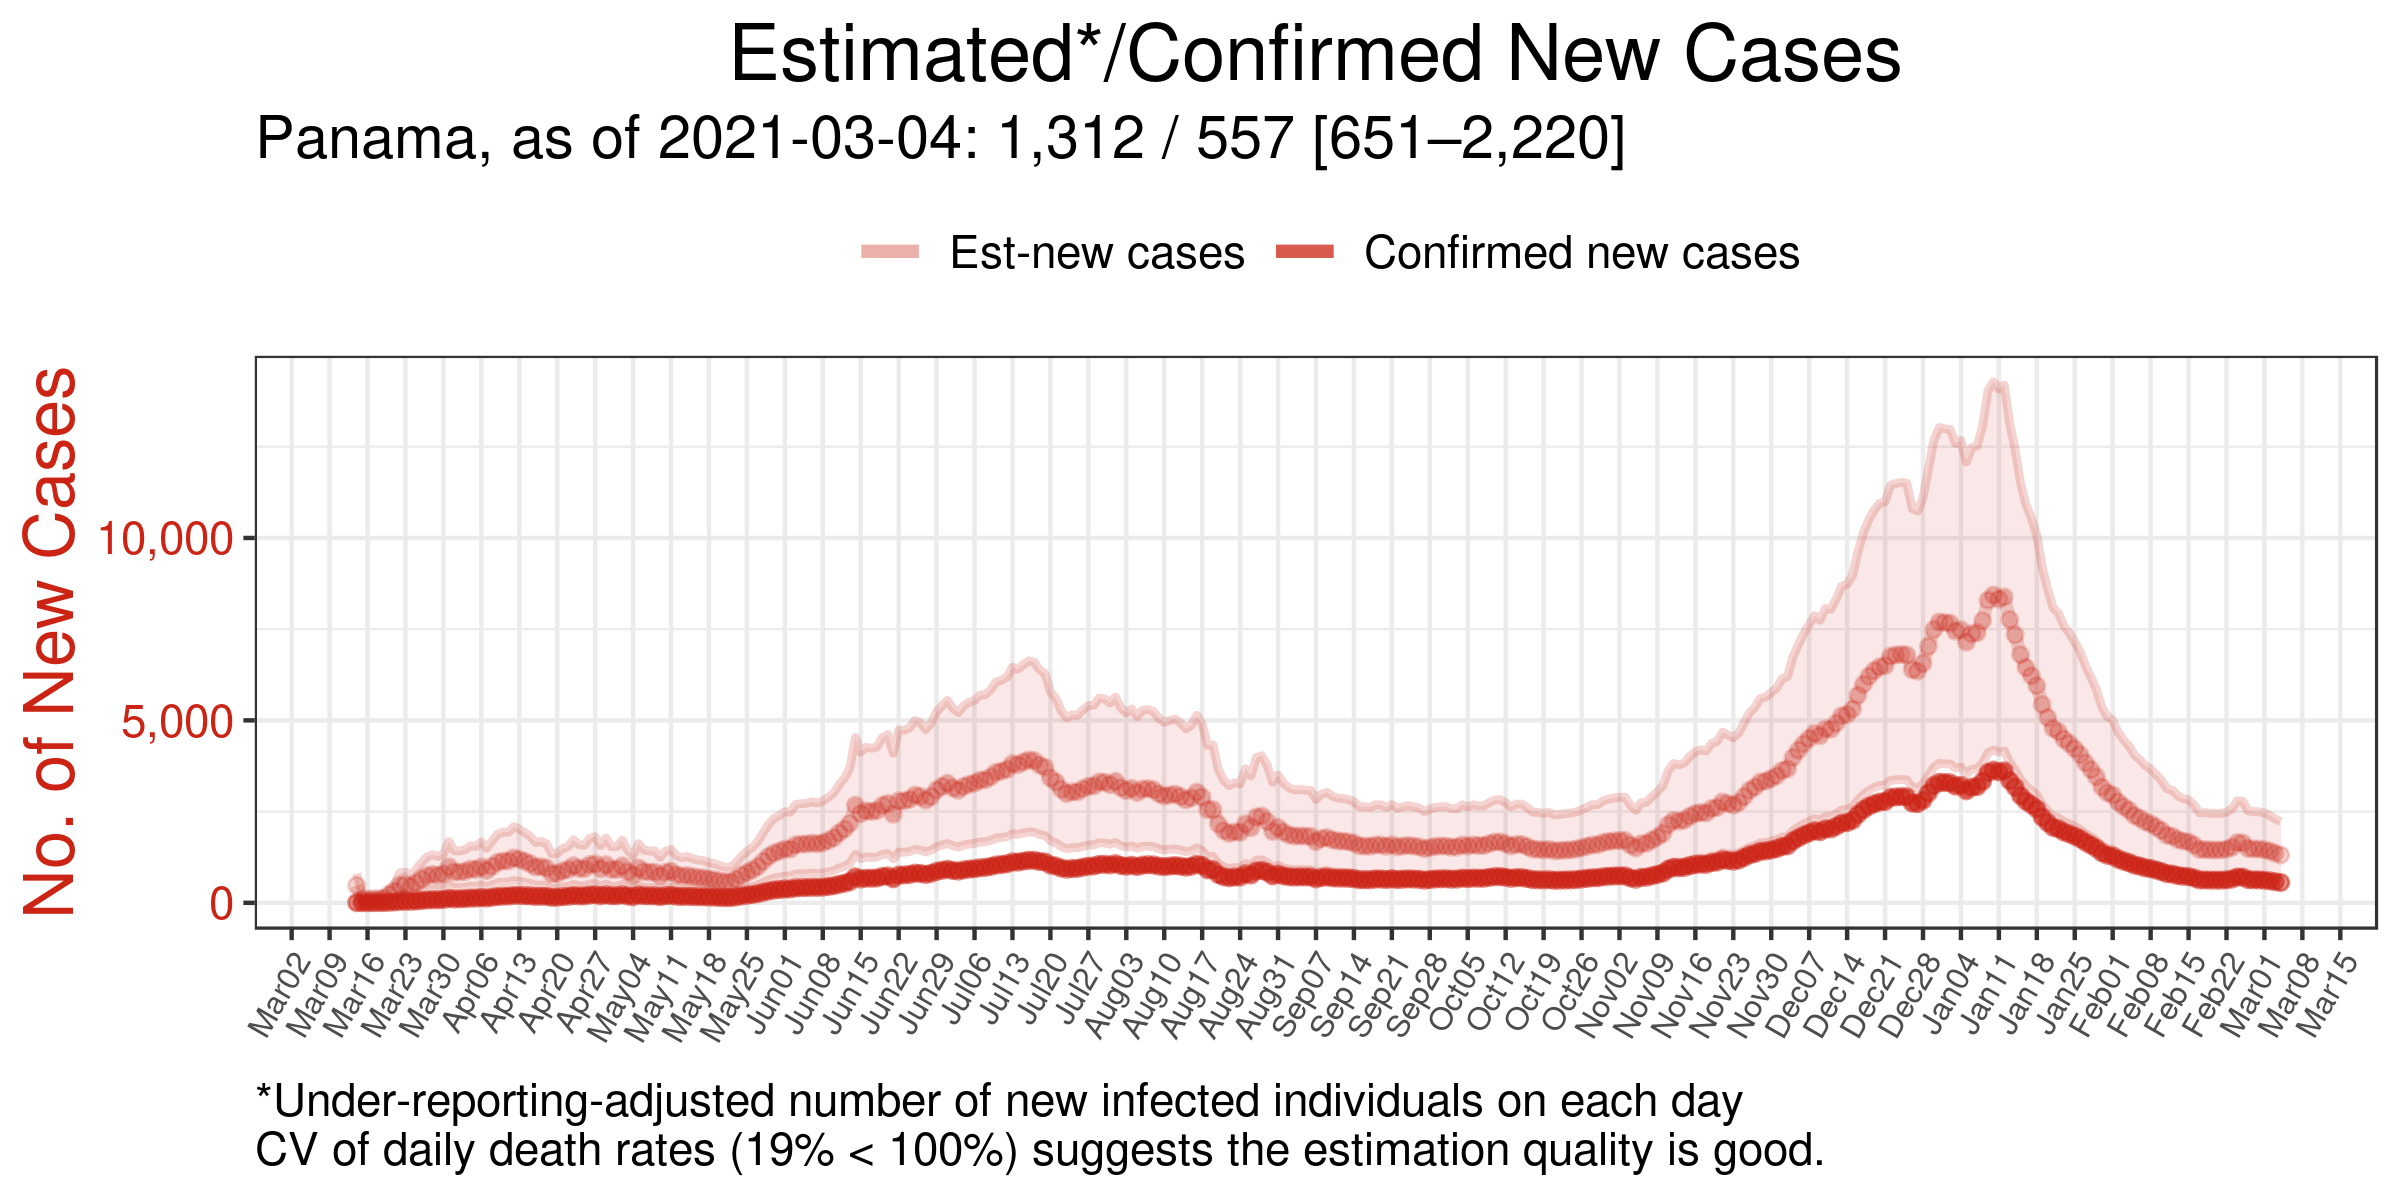 Estimated*/Confirmed New Cases
Panama, as of 2021-03-04: 1,312 / 557 [651–2,220]
Est-new cases
Confirmed new cases
No. of New Cases
10,000
5,000
0
Mar02
Mar09
Mar16
Mar23
Mar30
Apr06
Apr13
Apr20
Apr27
May04
May11
May18
May25
Jun01
Jun08
Jun15
Jun22
Jun29
Jul06
Jul13
Jul20
Jul27
Aug03
Aug10
Aug17
Aug24
Aug31
Sep07
Sep14
Sep21
Sep28
Oct05
Oct12
Oct19
Oct26
Nov02
Nov09
Nov16
Nov23
Nov30
Dec07
Dec14
Dec21
Dec28
Jan04
Jan11
Jan18
Jan25
Feb01
Feb08
Feb15
Feb22
Mar01
Mar08
Mar15
*Under-reporting-adjusted number of new infected individuals on each day
CV of daily death rates (19% < 100%) suggests the estimation quality is good.